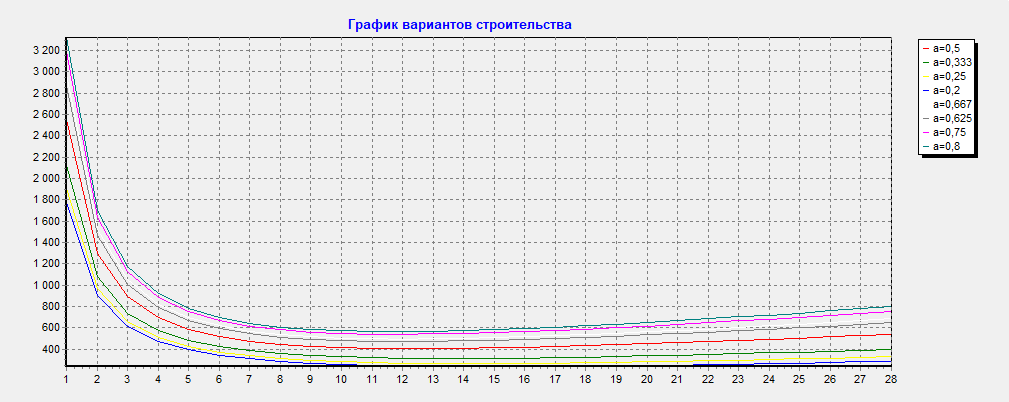 График вариантов строительства
3 200
3 000
2 800
2 600
2 400
2 200
2 000
1 800
1 600
1 400
1 200
1 000
800
600
400
1 2 3 4 5 6 7 8 9 10 11 12 13 14 15 16 17 18 19 20 21 22 23 24 25 26 27 28
a=0,5
a=0,333
a=0,25
a=0,2
a=0,667
a=0,625
a=0,75
a=0,8